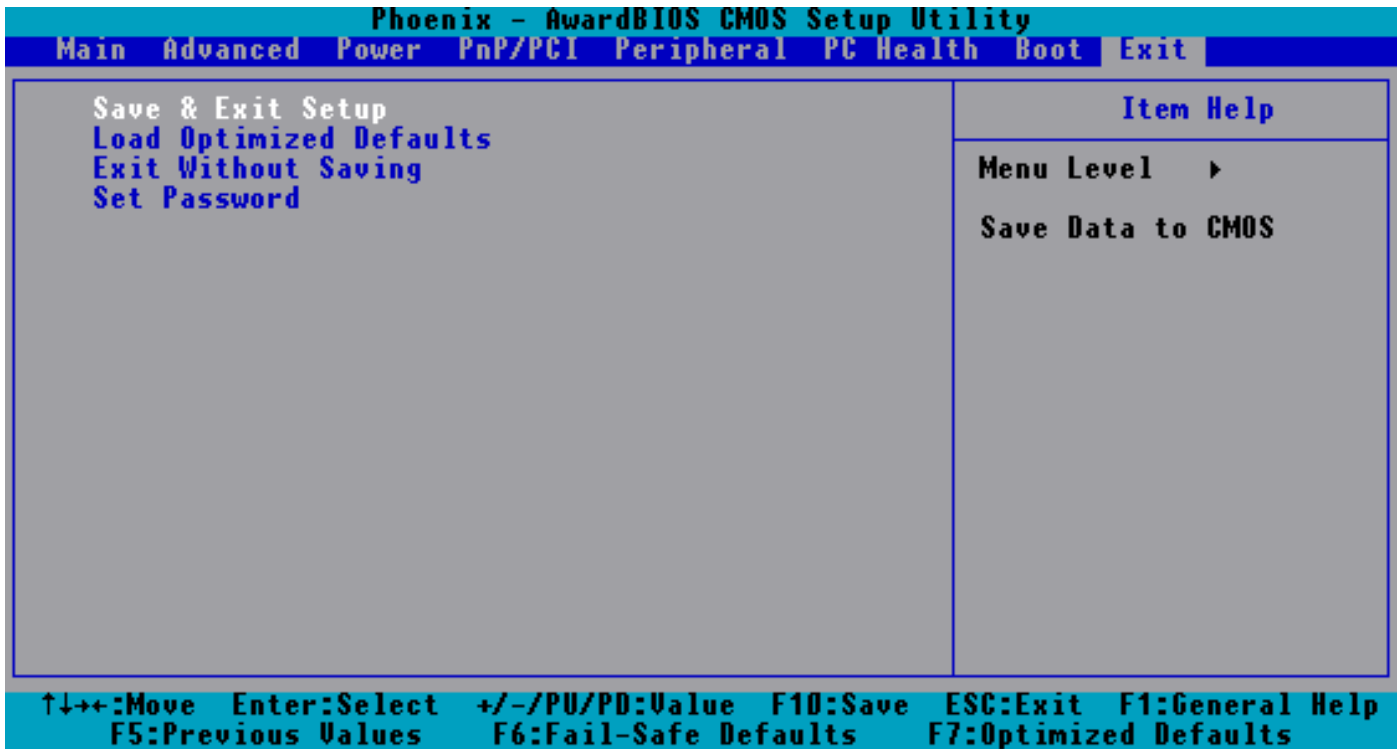 Phoenix - AwardBIOS CMOS Setup Utility
Main Advanced Power PnP/PCI Peripheral PC Health Boot Exit
Save & Exit Setup
Load Optimized Defaults
Exit Without Saving
Set Password
Item Help
Menu Level ▶
Save Data to CMOS
↑↓→←:Move Enter:Select +/-/PU/PD:Value F10:Save ESC:Exit F1:General Help
F5:Previous Values F6:Fail-Safe Defaults F7:Optimized Defaults